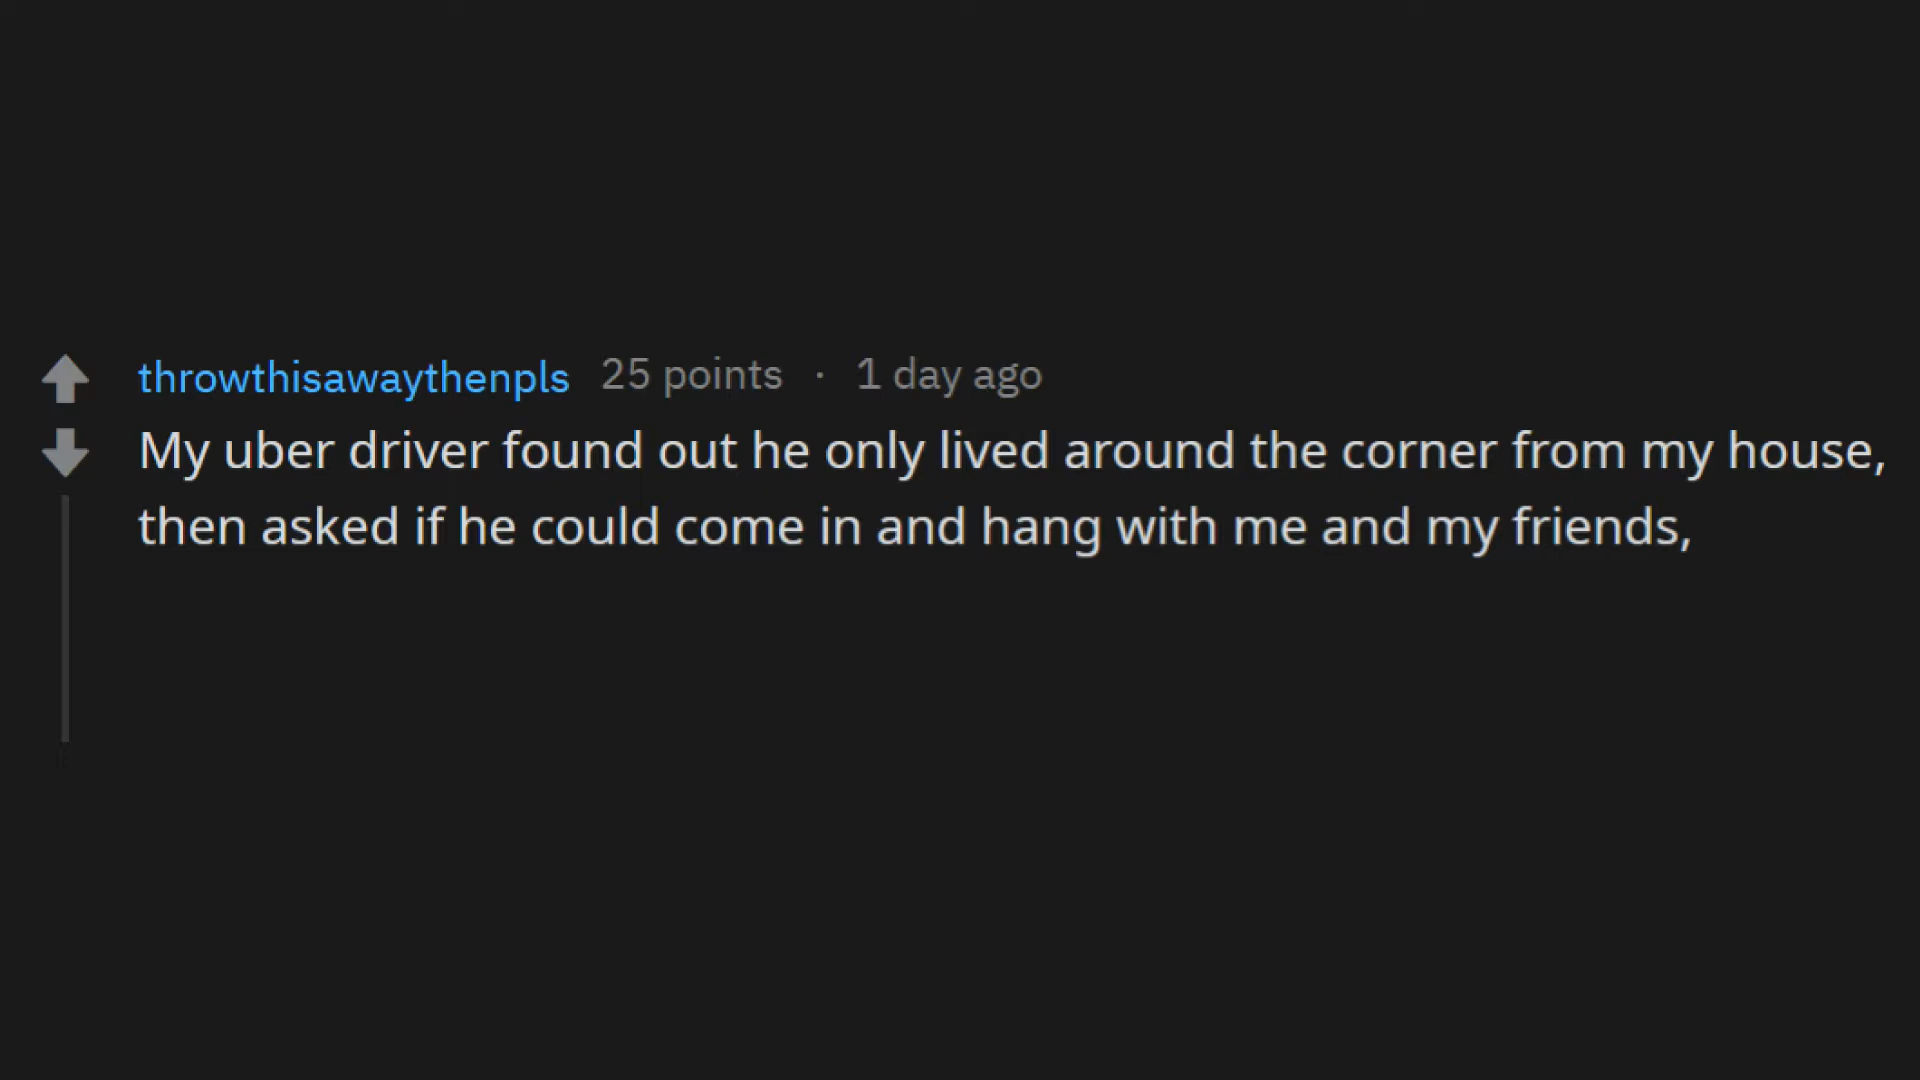 throwthisawaythenpls 25 points · 1 day ago
My uber driver found out he only lived around the corner from my house,
then asked if he could come in and hang with me and my friends,